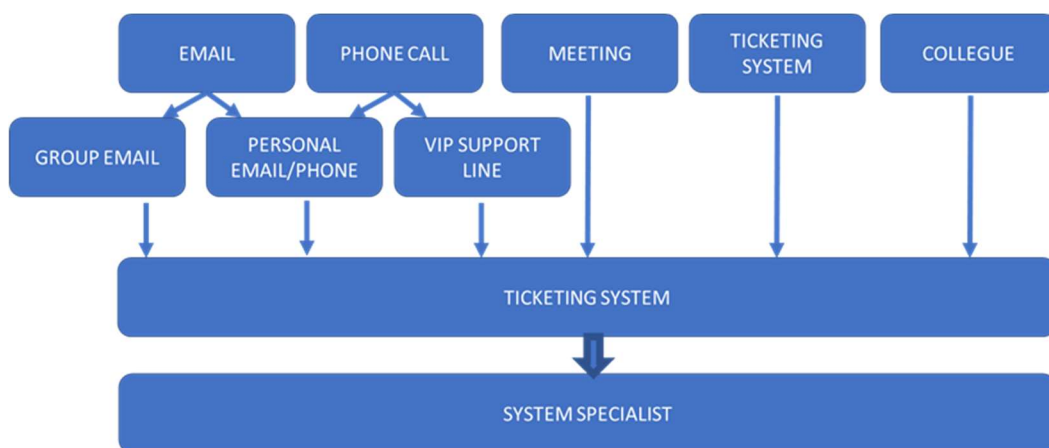 EMAIL
PHONE CALL
MEETING
TICKETING
SYSTEM
COLLEGUE
GROUP EMAIL
PERSONAL
EMAIL/PHONE
VIP SUPPORT
LINE
TICKETING SYSTEM
SYSTEM SPECIALIST